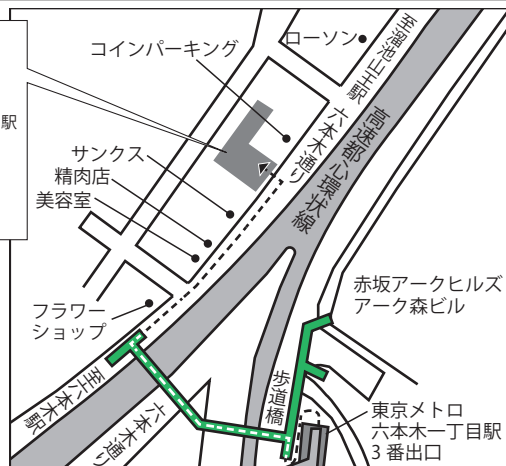 駅
コインパーキング
ローソン
至溜池山王駅
六本木通り
高速都心環状線
サンクス
精肉店
美容室
フラワー
ショップ
赤坂アークヒルズ
アーク森ビル
至六本木駅
六本木通り
歩道橋
東京メトロ
六本木一丁目駅
3 番出口